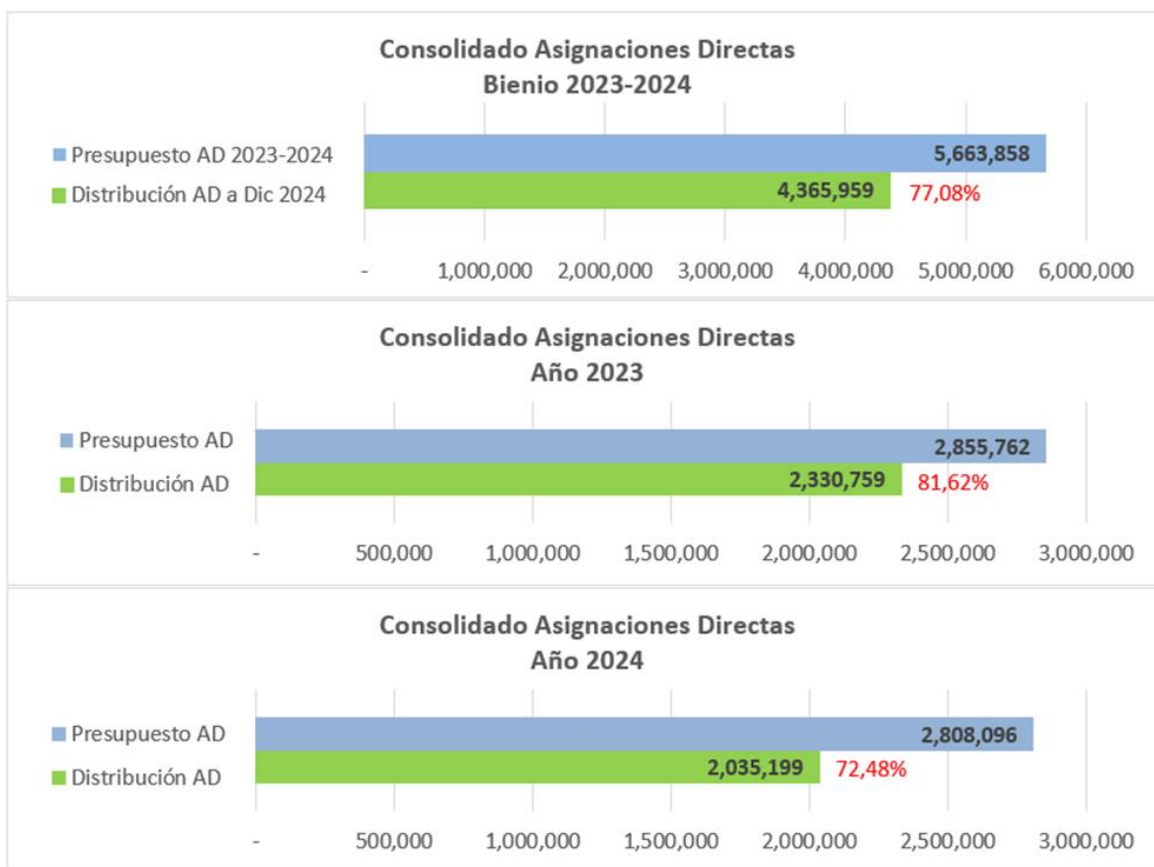 Consolidado Asignaciones Directas
Bienio 2023-2024
Presupuesto AD 2023-2024
5,663,858
Distribución AD a Dic 2024
4,365,959
77,08%
- 1,000,000 2,000,000 3,000,000 4,000,000 5,000,000 6,000,000
Consolidado Asignaciones Directas
Año 2023
Presupuesto AD
2,855,762
Distribución AD
2,330,759
81,62%
- 500,000 1,000,000 1,500,000 2,000,000 2,500,000 3,000,000
Consolidado Asignaciones Directas
Año 2024
Presupuesto AD
2,808,096
Distribución AD
2,035,199
72,48%
- 500,000 1,000,000 1,500,000 2,000,000 2,500,000 3,000,000